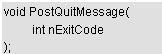 void PostQuitMessage(
int nExitCode
);